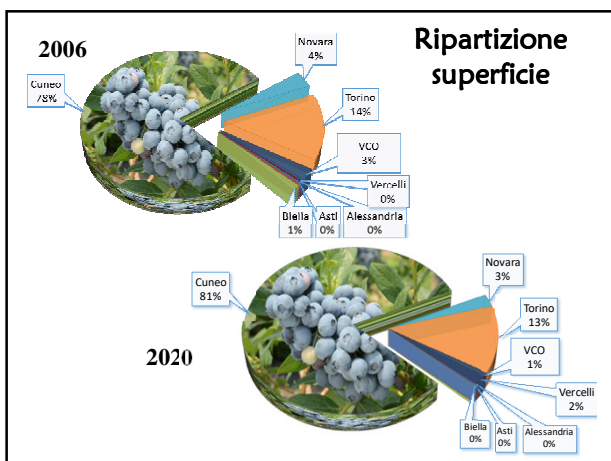 Ripartizione
superficie
2006
Novara
4%
Cuneo
78%
Torino
14%
VCO
3%
Vercelli
0%
Biella
1%
Asti
0%
Alessandria
0%
2020
Novara
3%
Cuneo
81%
Torino
13%
VCO
1%
Vercelli
2%
Biella
0%
Asti
0%
Alessandria
0%